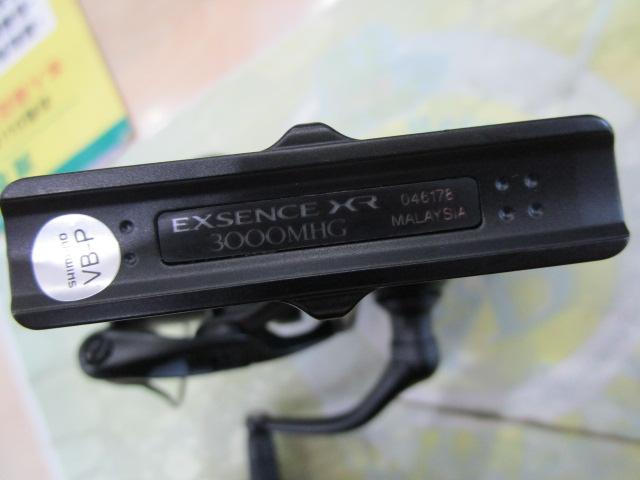 EXSENCE XR
3000MHG
046178
MALAYSIA
SHIMANO
VB-P